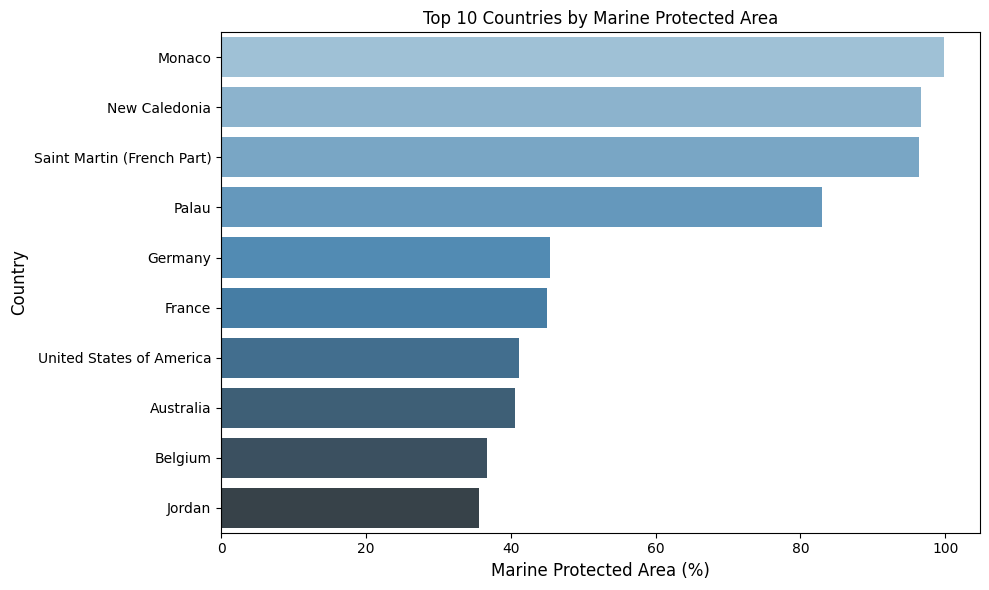 Top 10 Countries by Marine Protected Area
Monaco
New Caledonia
Saint Martin (French Part)
Palau
Germany
France
United States of America
Australia
Belgium
Jordan
Country
0 20 40 60 80 100
Marine Protected Area (%)